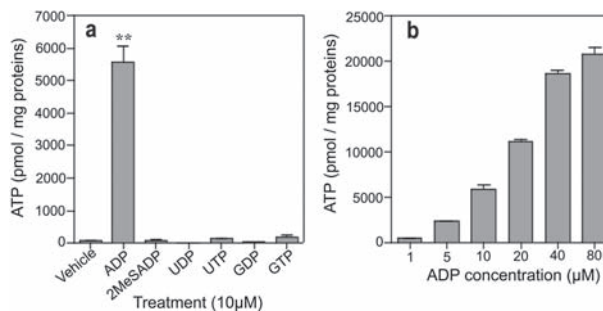 a
ATP (pmol / mg proteins)
7000
6000
5000
4000
3000
2000
1000
0
**
Vehicle
ADP
2MeSADP
UDP
UTP
GDP
GTP
Treatment (10μM)
b
ATP (pmol / mg proteins)
25000
20000
15000
10000
5000
0
1 5 10 20 40 80
ADP concentration (μM)